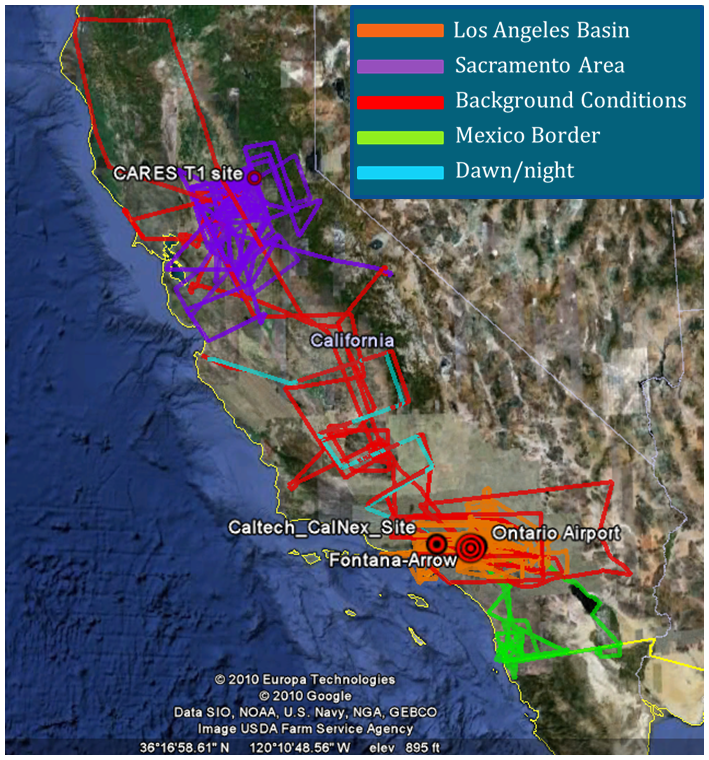 Los Angeles Basin
Sacramento Area
Background Conditions
Mexico Border
Dawn/night
CARES T1 site
California
Caltech_CalNex_Site
Ontario Airport
Fontana-Arrow
© 2010 Europa Technologies
© 2010 Google
Data SIO, NOAA, U.S. Navy, NGA, GEBCO
Image USDA Farm Service Agency
36°16'58.61" N 120°10'48.56" W elev 895 ft